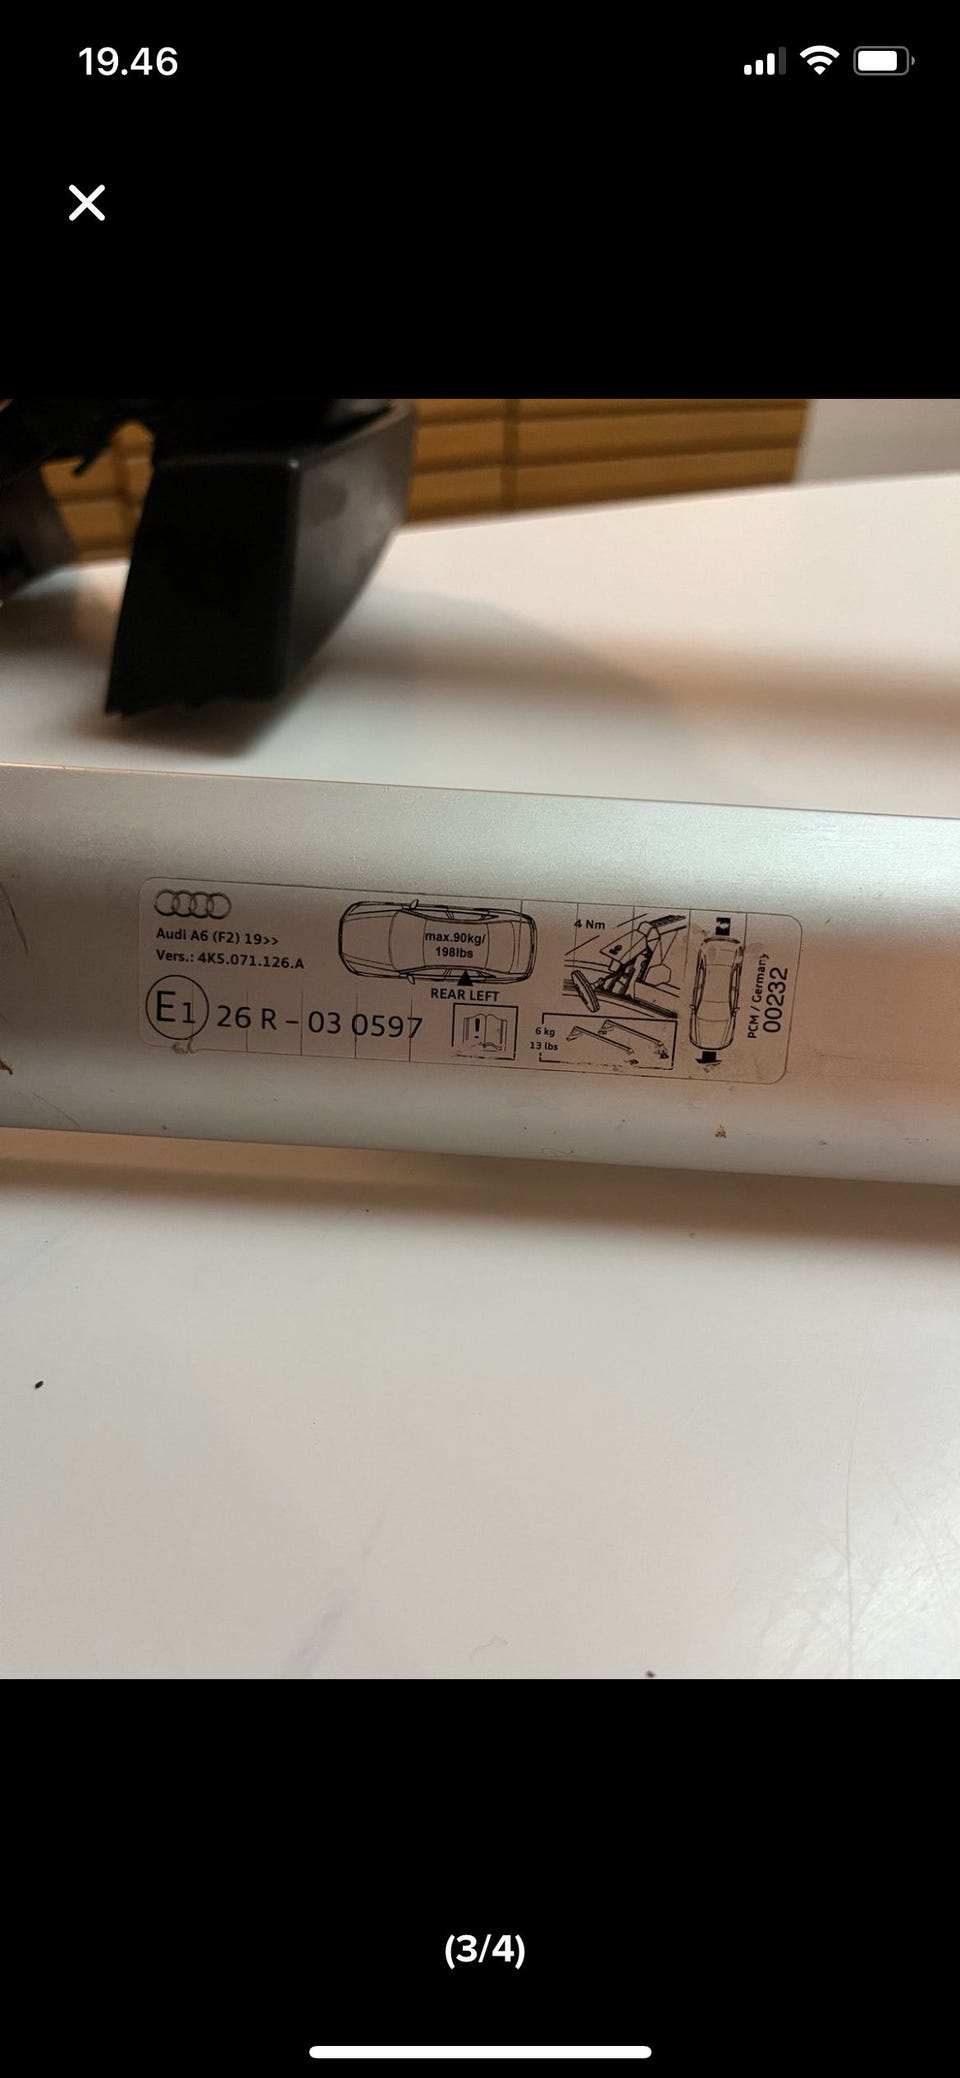 19.46
Audi A6 (F2) 19>>
Vers.: 4K5.071.126.A
E1 26 R - 03 0597
max.90kg/
198lbs
REAR LEFT
!
4 Nm
6 kg
13 lbs
PCM / Germany
00232
(3/4)